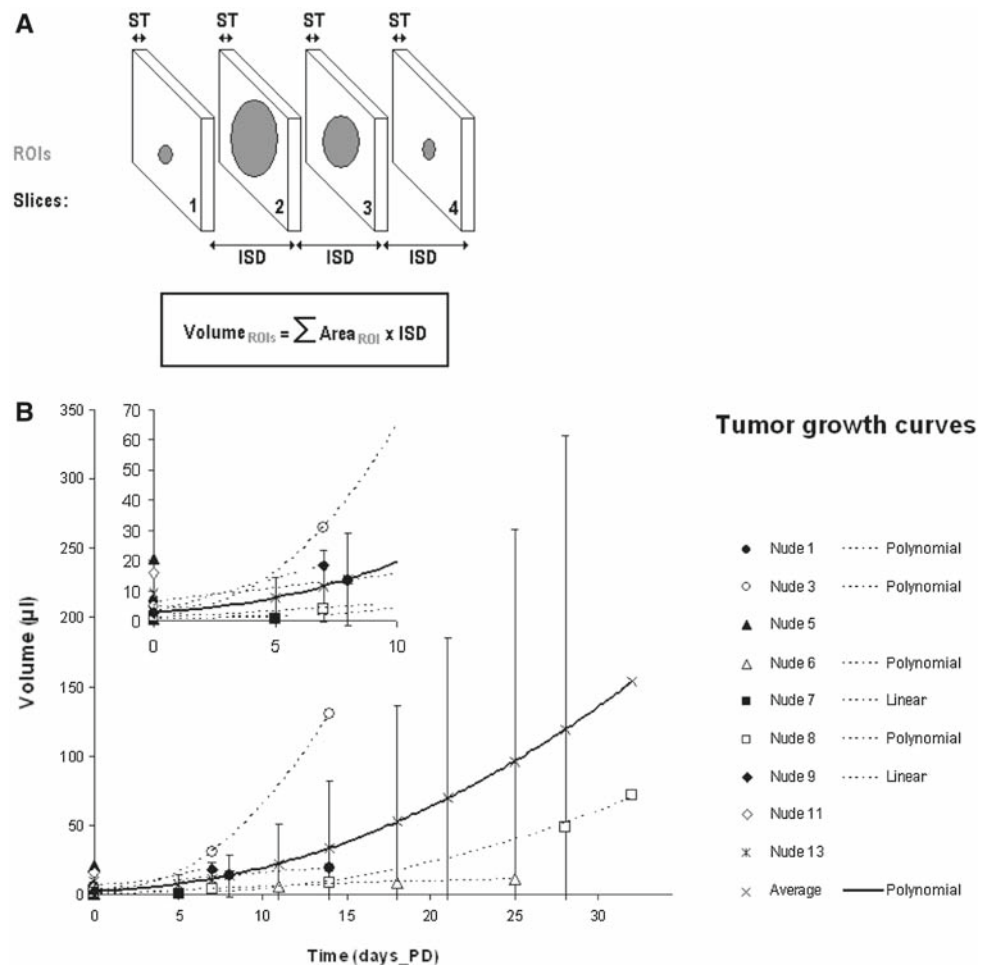 A
ST ST ST ST
ROIs
Slices:
1 2 3 4
ISD ISD ISD
Volume ROIs = ∑ Area ROI x ISD
B
Tumor growth curves
Volume (µl)
350
300
250
200
150
100
50
0
0 5 10 15 20 25 30
Time (days_PD)
70
60
50
40
30
20
10
0
0 5 10
Nude 1 Polynomial
Nude 3 Polynomial
Nude 5
Nude 6 Polynomial
Nude 7 Linear
Nude 8 Polynomial
Nude 9 Linear
Nude 11
Nude 13
Average Polynomial